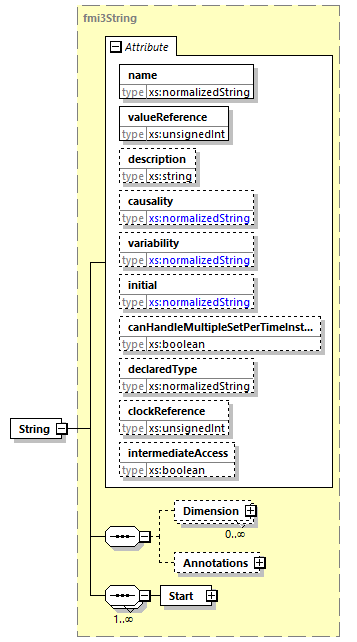 fmi3String
Attribute
name
type xs:normalizedString
valueReference
type xs:unsignedInt
description
type xs:string
causality
type xs:normalizedString
variability
type xs:normalizedString
initial
type xs:normalizedString
canHandleMultipleSetPerTimeInst...
type xs:boolean
declaredType
type xs:normalizedString
clockReference
type xs:unsignedInt
intermediateAccess
type xs:boolean
String
Dimension
0..∞
Annotations
Start
1..∞